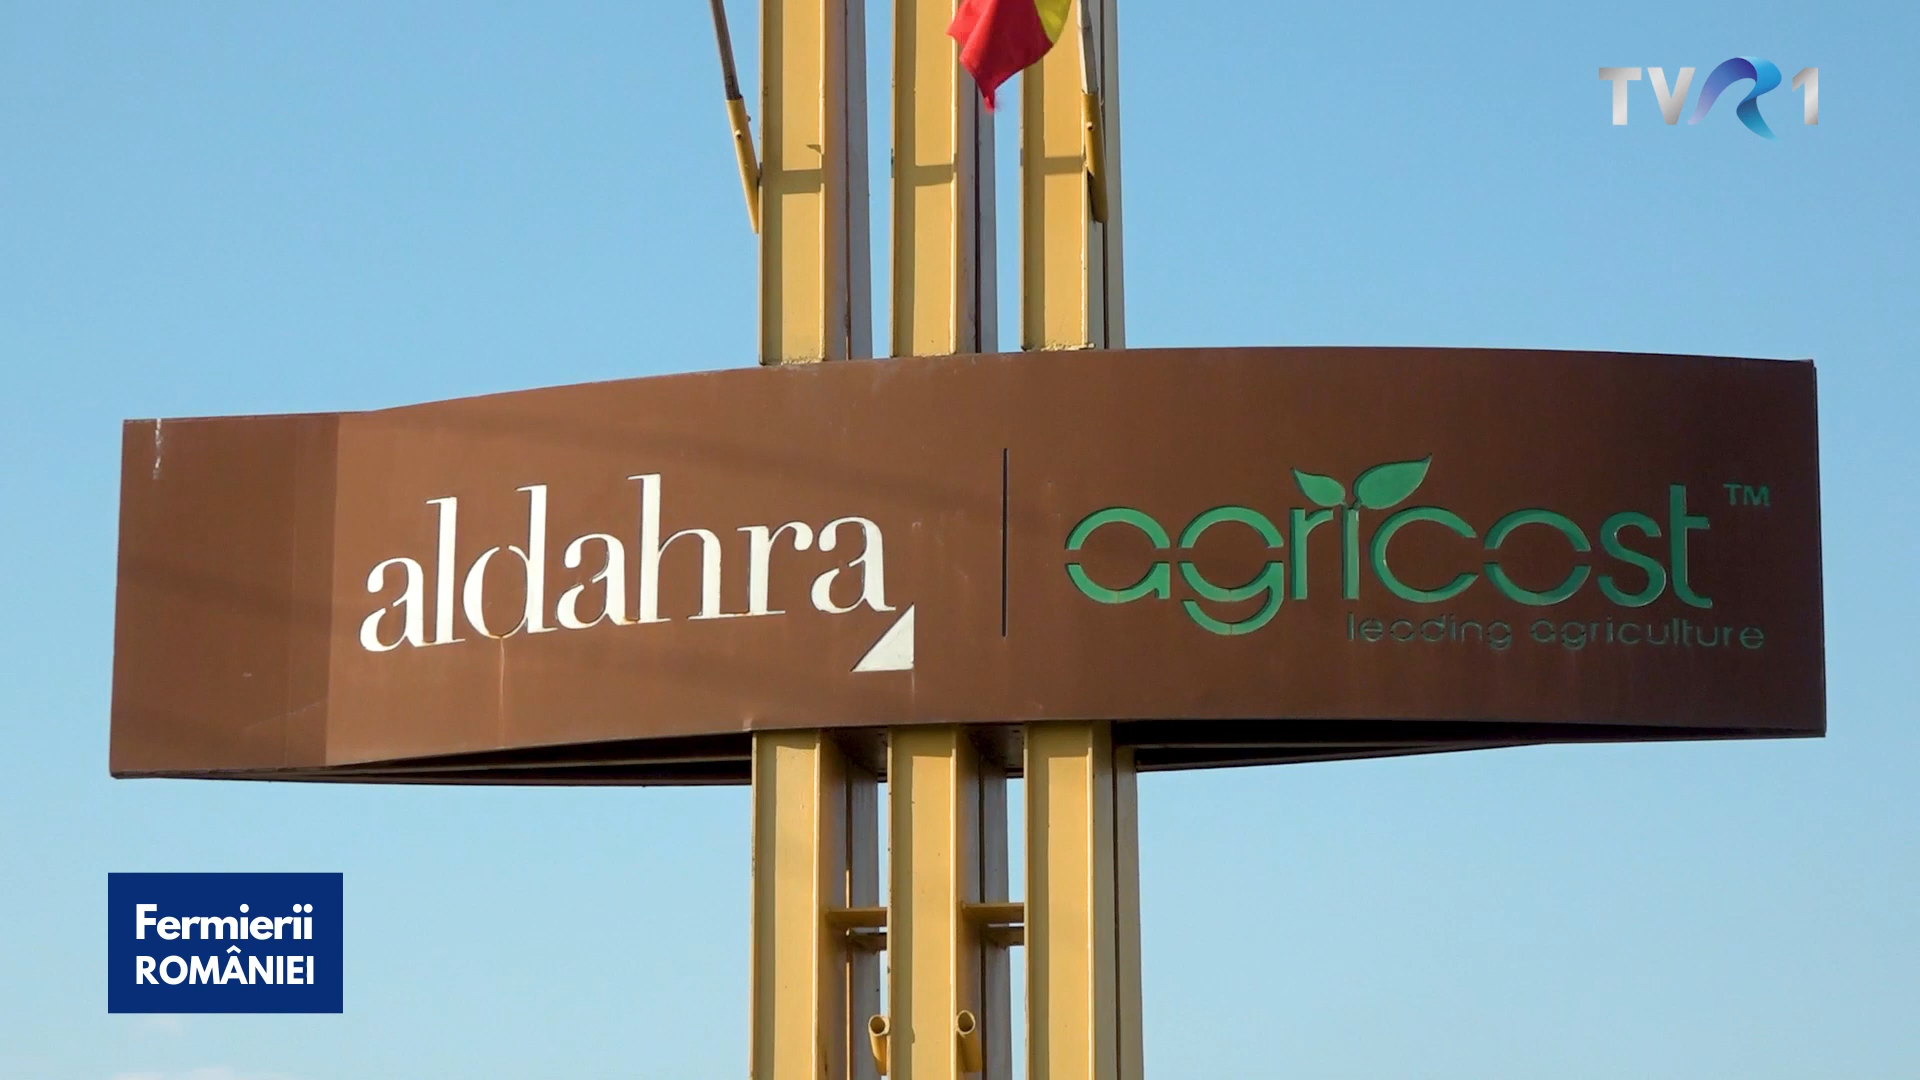 TVR1
aldahra
agricost™
leading agriculture
Fermierii
ROMÂNIEI